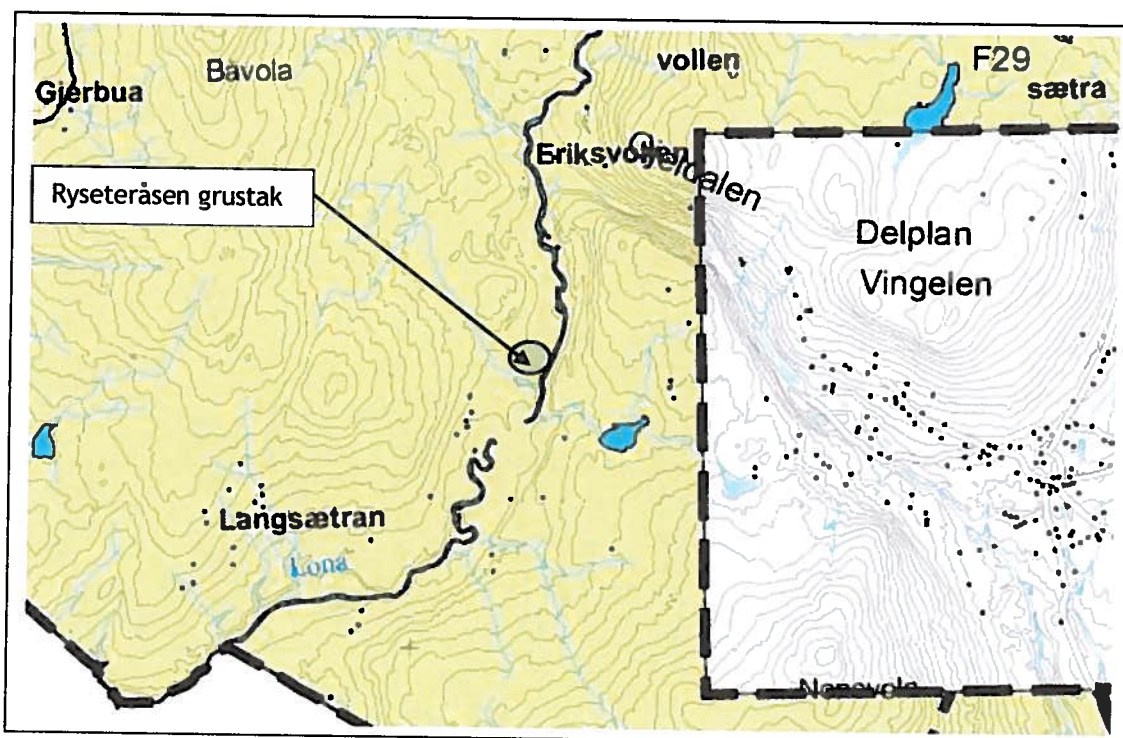 Bavola
vollen
F29
Gjerbua
sætra
Eriksvollen
Ryseteråsen grustak
Delplan
Vingelen
Langsætran
Lona